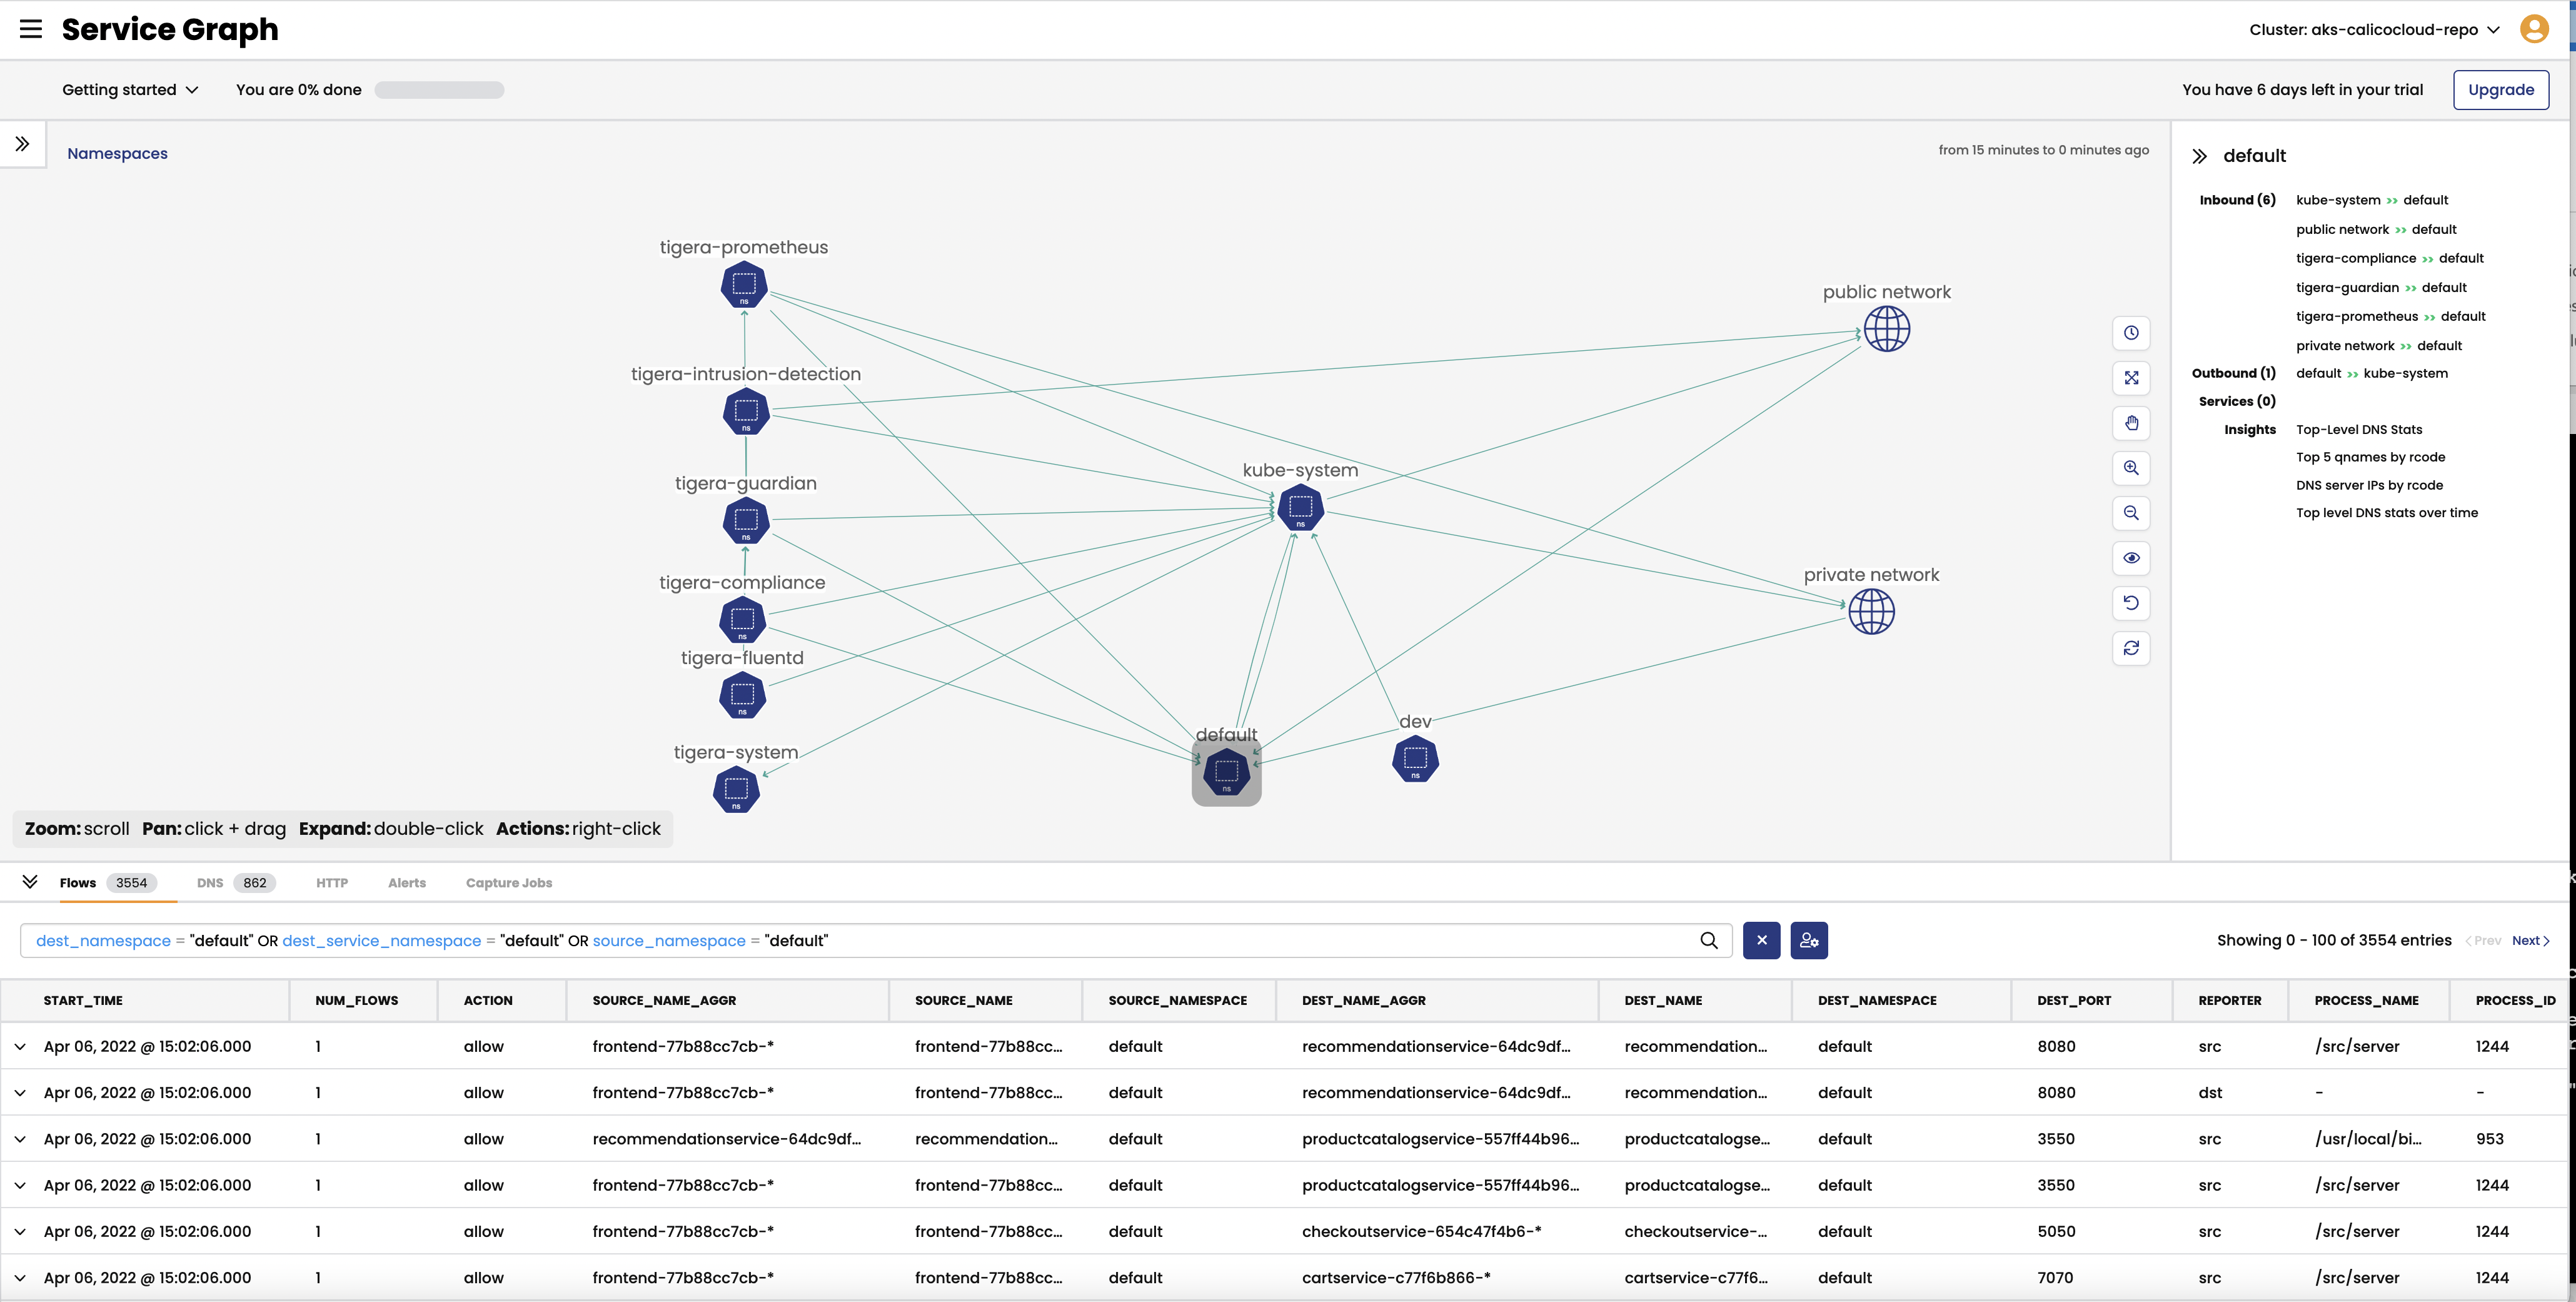 Service Graph
Cluster: aks-calicocloud-repo
Getting started
You are 0% done
You have 6 days left in your trial
Upgrade
Namespaces
from 15 minutes to 0 minutes ago
tigera-prometheus
ns
tigera-intrusion-detection
ns
tigera-guardian
ns
tigera-compliance
ns
tigera-fluentd
ns
tigera-system
ns
kube-system
ns
public network
private network
default
ns
dev
ns
Zoom: scroll Pan: click + drag Expand: double-click Actions: right-click
default
Inbound (6) kube-system >> default
public network >> default
tigera-compliance >> default
tigera-guardian >> default
tigera-prometheus >> default
private network >> default
Outbound (1) default >> kube-system
Services (0)
Insights Top-Level DNS Stats
Top 5 qnames by rcode
DNS server IPs by rcode
Top level DNS stats over time
Flows 3554 DNS 862 HTTP Alerts Capture Jobs
dest_namespace = "default" OR dest_service_namespace = "default" OR source_namespace = "default"
Showing 0 - 100 of 3554 entries < Prev Next >
START_TIME NUM_FLOWS ACTION SOURCE_NAME_AGGR SOURCE_NAME SOURCE_NAMESPACE DEST_NAME_AGGR DEST_NAME DEST_NAMESPACE DEST_PORT REPORTER PROCESS_NAME PROCESS_ID
Apr 06, 2022 @ 15:02:06.000 1 allow frontend-77b88cc7cb-* frontend-77b88cc... default recommendationservice-64dc9df... recommendation... default 8080 src /src/server 1244
Apr 06, 2022 @ 15:02:06.000 1 allow frontend-77b88cc7cb-* frontend-77b88cc... default recommendationservice-64dc9df... recommendation... default 8080 dst - -
Apr 06, 2022 @ 15:02:06.000 1 allow recommendationservice-64dc9df... recommendation... default productcatalogservice-557ff44b96... productcatalogse... default 3550 src /usr/local/bi... 953
Apr 06, 2022 @ 15:02:06.000 1 allow frontend-77b88cc7cb-* frontend-77b88cc... default productcatalogservice-557ff44b96... productcatalogse... default 3550 src /src/server 1244
Apr 06, 2022 @ 15:02:06.000 1 allow frontend-77b88cc7cb-* frontend-77b88cc... default checkoutservice-654c47f4b6-* checkoutservice-... default 5050 src /src/server 1244
Apr 06, 2022 @ 15:02:06.000 1 allow frontend-77b88cc7cb-* frontend-77b88cc... default cartservice-c77f6b866-* cartservice-c77f6... default 7070 src /src/server 1244